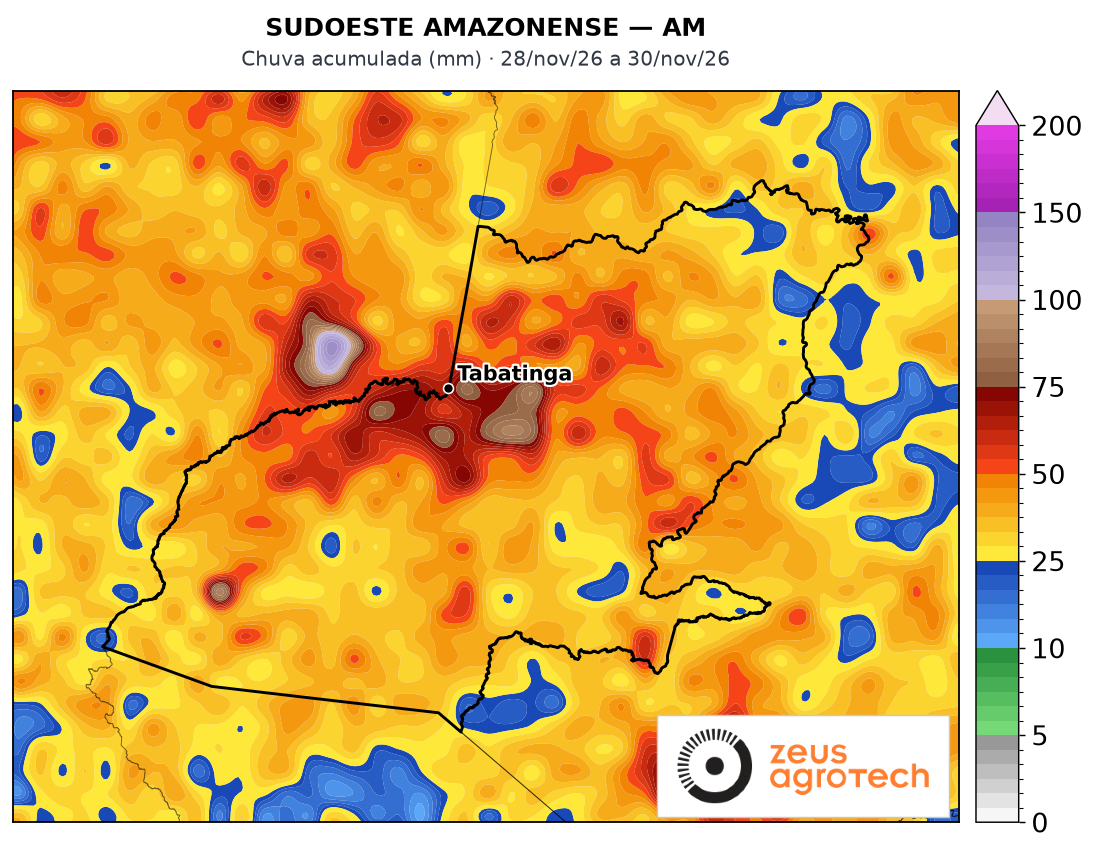 SUDOESTE AMAZONENSE — AM
Chuva acumulada (mm) · 28/nov/26 a 30/nov/26
Tabatinga
200
150
100
75
50
25
10
5
0
zeus
agrotech